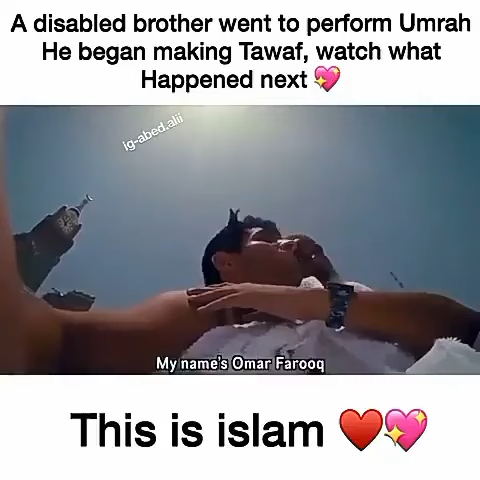 A disabled brother went to perform Umrah
He began making Tawaf, watch what
Happened next 💖
ig-abed.alii
My name's Omar Farooq
This is islam ♥️💖